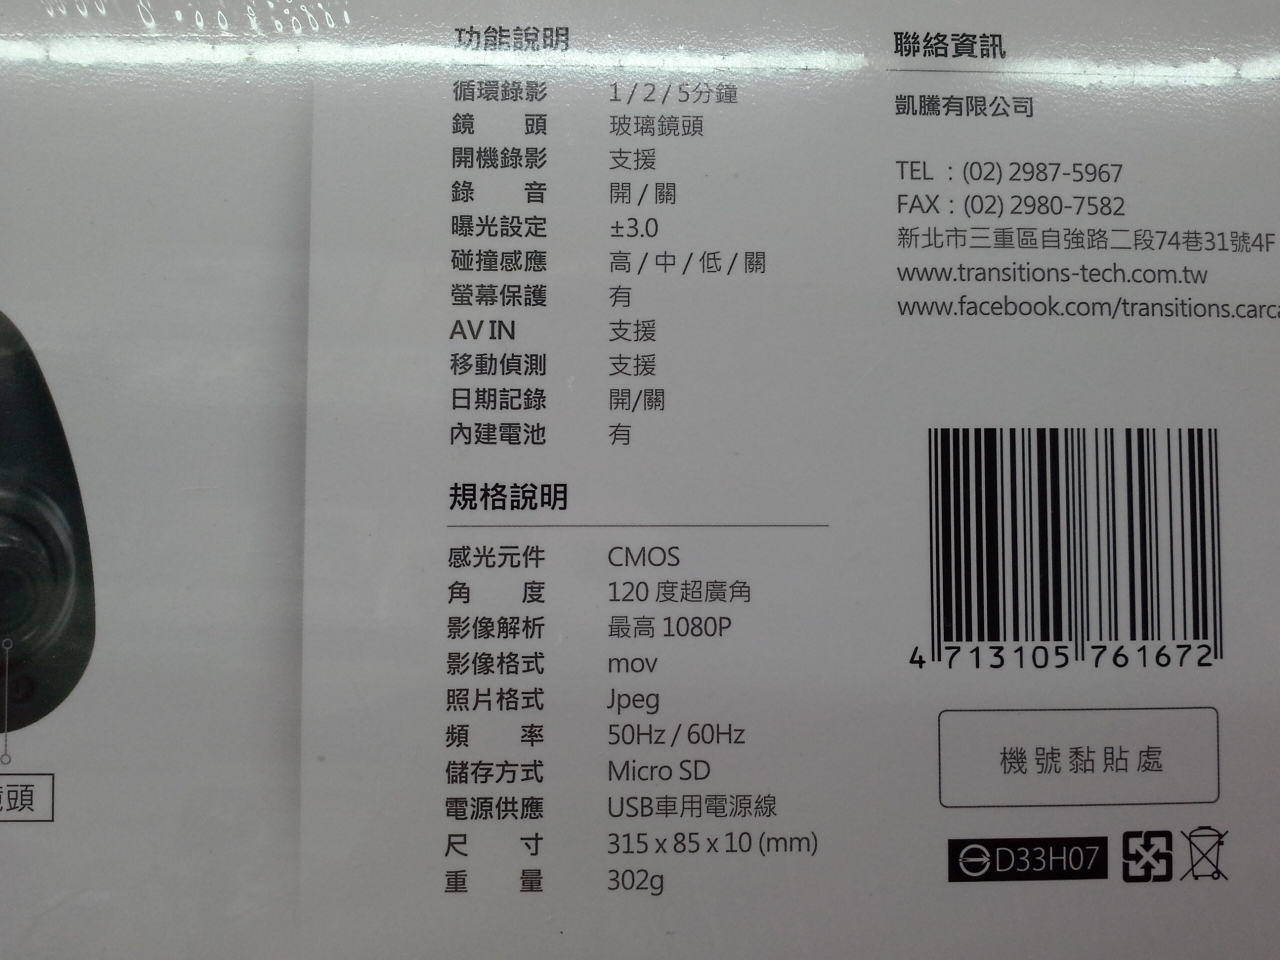 功能說明
循環錄影 1 / 2 / 5分鐘
鏡頭 玻璃鏡頭
開機錄影 支援
錄音 開 / 關
曝光設定 ±3.0
碰撞感應 高 / 中 / 低 / 關
螢幕保護 有
AV IN 支援
移動偵測 支援
日期記錄 開/關
內建電池 有
規格說明
感光元件 CMOS
角度 120 度超廣角
影像解析 最高 1080P
影像格式 mov
照片格式 Jpeg
頻率 50Hz / 60Hz
儲存方式 Micro SD
電源供應 USB車用電源線
尺寸 315 x 85 x 10 (mm)
重量 302g
聯絡資訊
凱騰有限公司
TEL : (02) 2987-5967
FAX : (02) 2980-7582
新北市三重區自強路二段74巷31號4F
www.transitions-tech.com.tw
www.facebook.com/transitions.carca
4 713105 761672
機號黏貼處
D33H07
頭